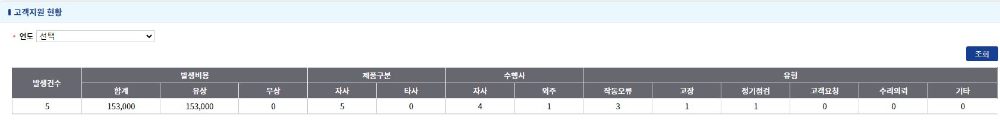 고객지원 현황
연도 선택
조회
발생건수 발생비용 제품구분 수행사 유형
합계 유상 무상 자사 타사 자사 외주 작동오류 고장 정기점검 고객요청 수리의뢰 기타
5 153,000 153,000 0 5 0 4 1 3 1 1 0 0 0